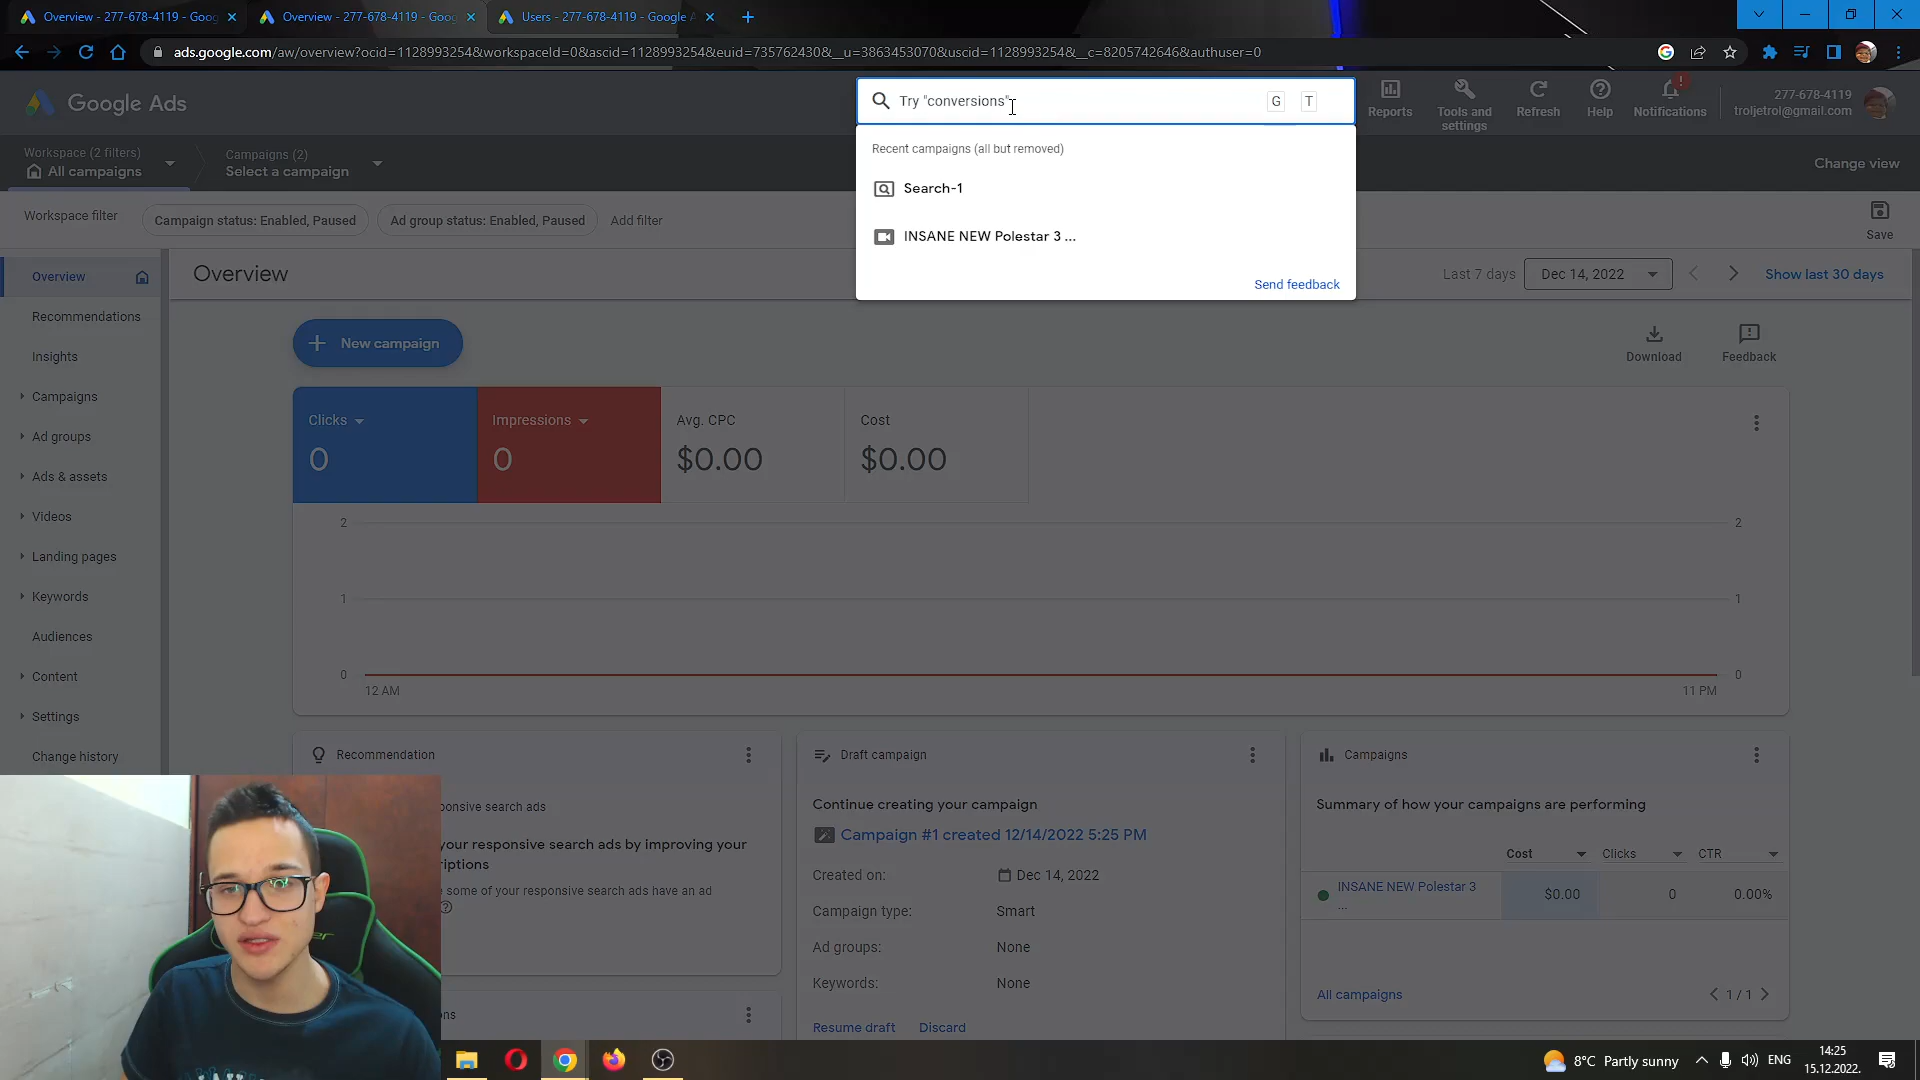 Overview - 277-678-4119 - Goog
Overview - 277-678-4119 - Goog
Users - 277-678-4119 - Google A
ads.google.com/aw/overview?ocid=1128993254&workspaceId=0&ascid=1128993254&euid=735762430&__u=3863453070&uscid=1128993254&__c=8205742646&authuser=0
Google Ads
Try "conversions"
G
T
Reports
Tools and settings
Refresh
Help
Notifications
277-678-4119
troljetrol@gmail.com
Workspace (2 filters)
All campaigns
Campaigns (2)
Select a campaign
Change view
Recent campaigns (all but removed)
Search-1
INSANE NEW Polestar 3 ...
Send feedback
Workspace filter
Campaign status: Enabled, Paused
Ad group status: Enabled, Paused
Add filter
Save
Overview
Recommendations
Insights
Campaigns
Ad groups
Ads & assets
Videos
Landing pages
Keywords
Audiences
Content
Settings
Change history
Overview
Last 7 days
Dec 14, 2022
Show last 30 days
New campaign
Download
Feedback
Clicks
0
Impressions
0
Avg. CPC
$0.00
Cost
$0.00
2
2
1
1
0
0
12 AM
11 PM
Recommendation
ponsive search ads
your responsive search ads by improving your
riptions
some of your responsive search ads have an ad
ns
Draft campaign
Continue creating your campaign
Campaign #1 created 12/14/2022 5:25 PM
Created on:
Dec 14, 2022
Campaign type:
Smart
Ad groups:
None
Keywords:
None
Resume draft
Discard
Campaigns
Summary of how your campaigns are performing
Cost
Clicks
CTR
INSANE NEW Polestar 3
...
$0.00
0
0.00%
All campaigns
1 / 1
8°C Partly sunny
ENG
14:25
15.12.2022.